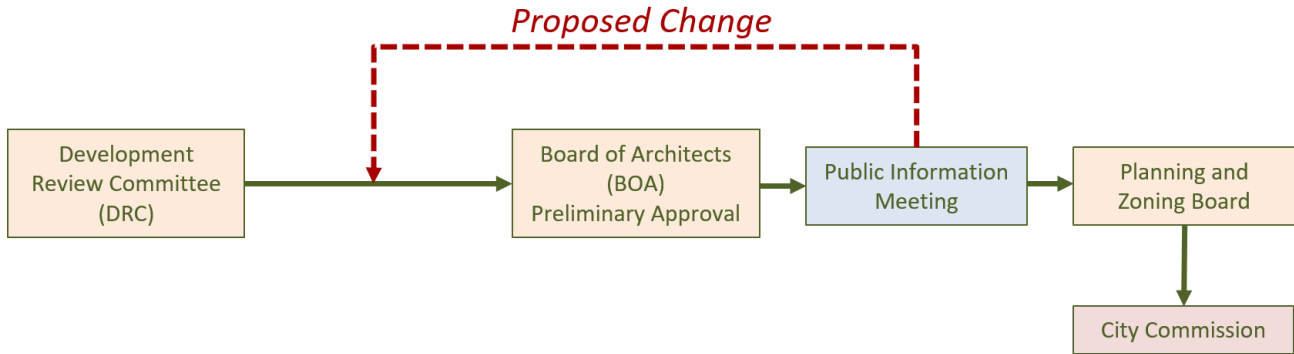 Proposed Change
Development
Review Committee
(DRC)
Board of Architects
(BOA)
Preliminary Approval
Public Information
Meeting
Planning and
Zoning Board
City Commission